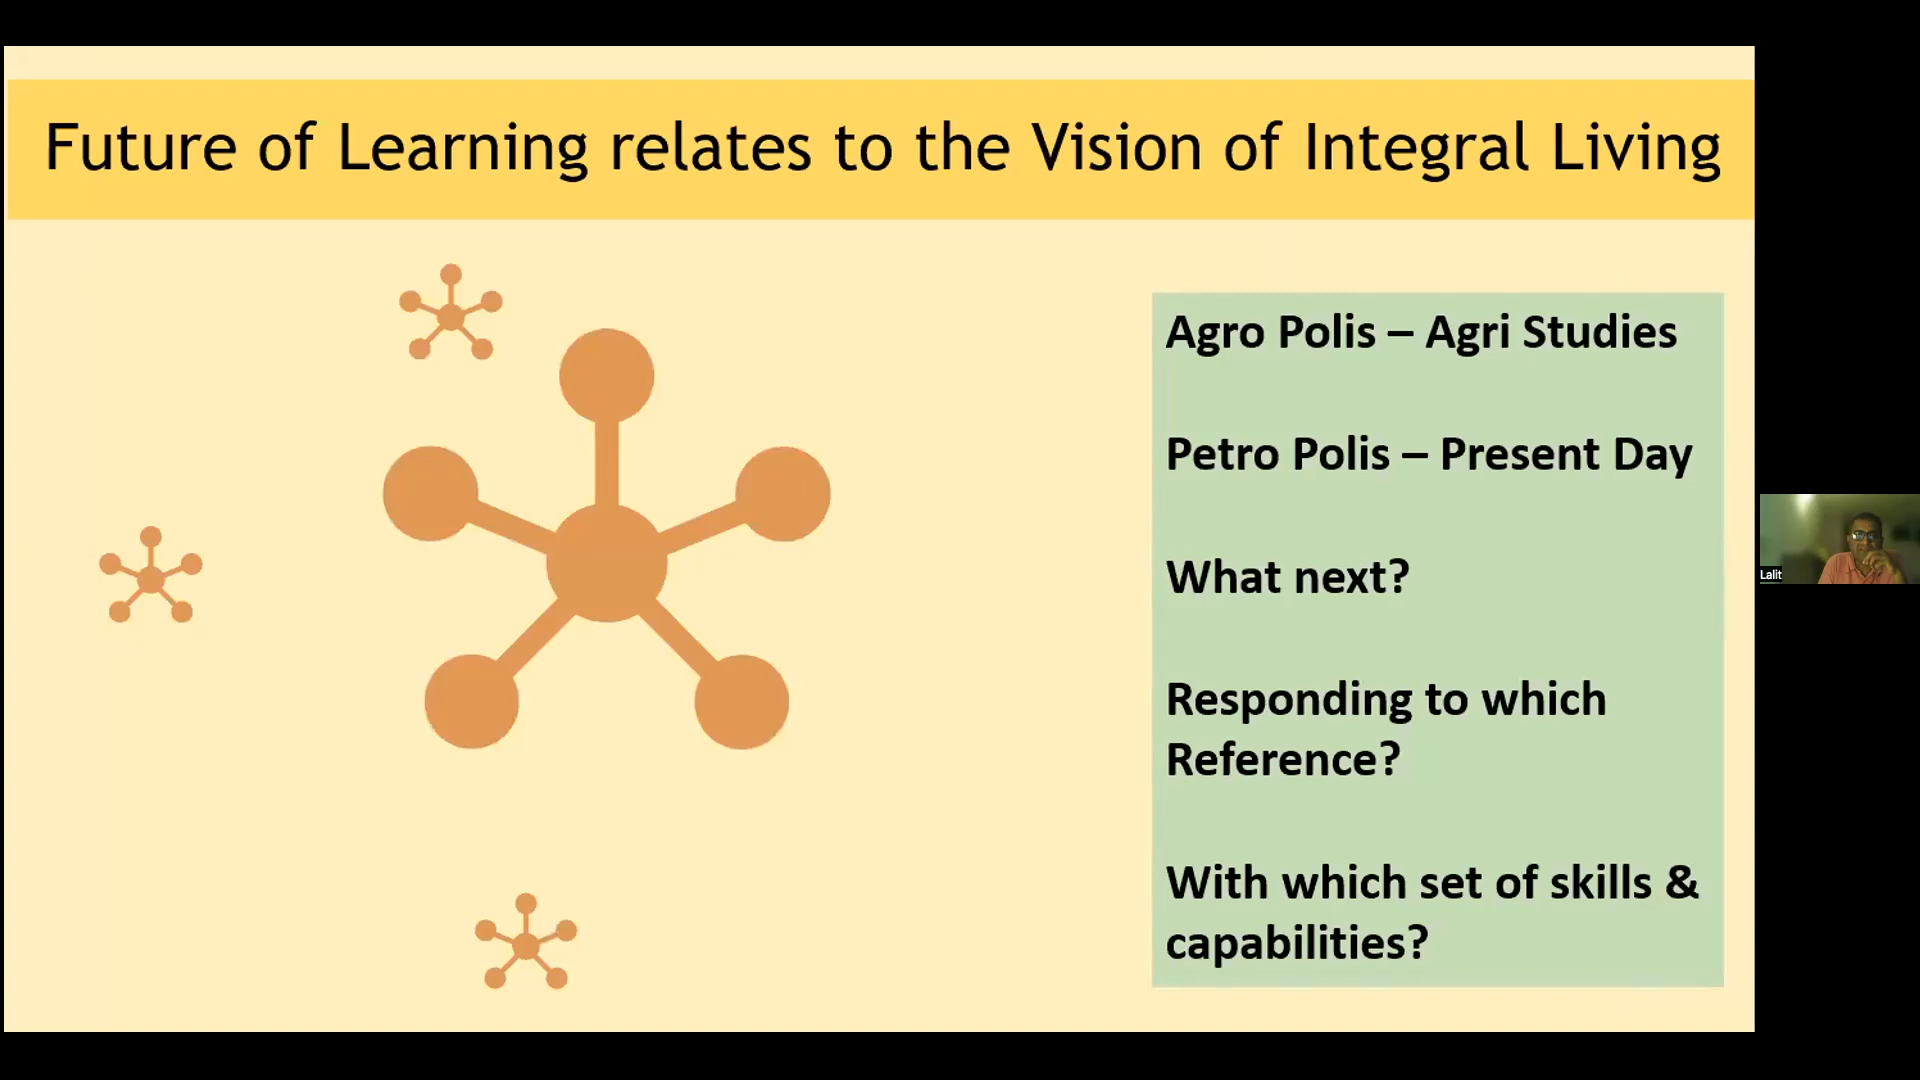 Future of Learning relates to the Vision of Integral Living
Agro Polis – Agri Studies
Petro Polis – Present Day
What next?
Responding to which
Reference?
With which set of skills &
capabilities?
Lalit